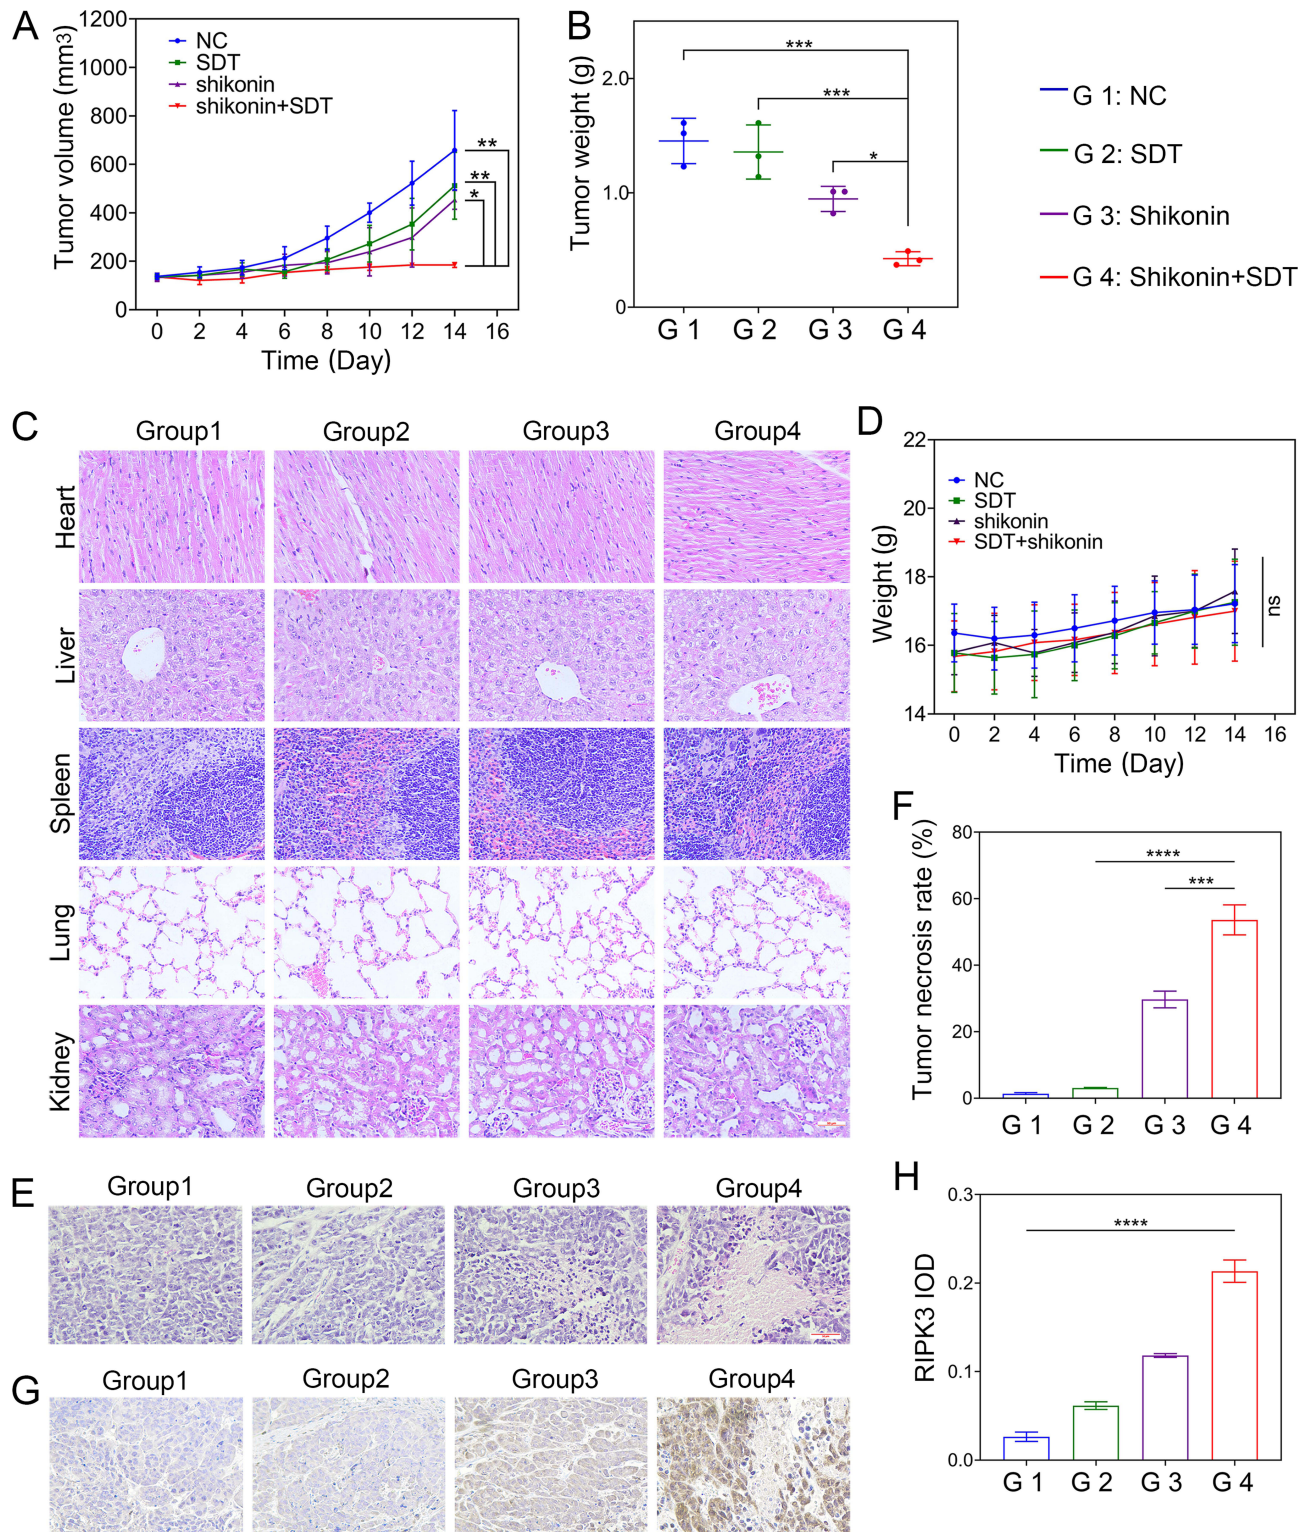 A
Tumor volume (mm3)
1200
1000
800
600
400
200
0
NC
SDT
shikonin
shikonin+SDT
**
**
*
0 2 4 6 8 10 12 14 16
Time (Day)
B
Tumor weight (g)
2.0
1.0
0
***
***
*
G 1 G 2 G 3 G 4
G 1: NC
G 2: SDT
G 3: Shikonin
G 4: Shikonin+SDT
C
Group1 Group2 Group3 Group4
Heart
Liver
Spleen
Lung
Kidney
D
Weight (g)
22
20
18
16
14
NC
SDT
shikonin
SDT+shikonin
ns
0 2 4 6 8 10 12 14 16
Time (Day)
F
Tumor necrosis rate (%)
80
60
40
20
0
****
***
G 1 G 2 G 3 G 4
E
Group1 Group2 Group3 Group4
G
Group1 Group2 Group3 Group4
H
RIPK3 IOD
0.3
0.2
0.1
0.0
****
G 1 G 2 G 3 G 4